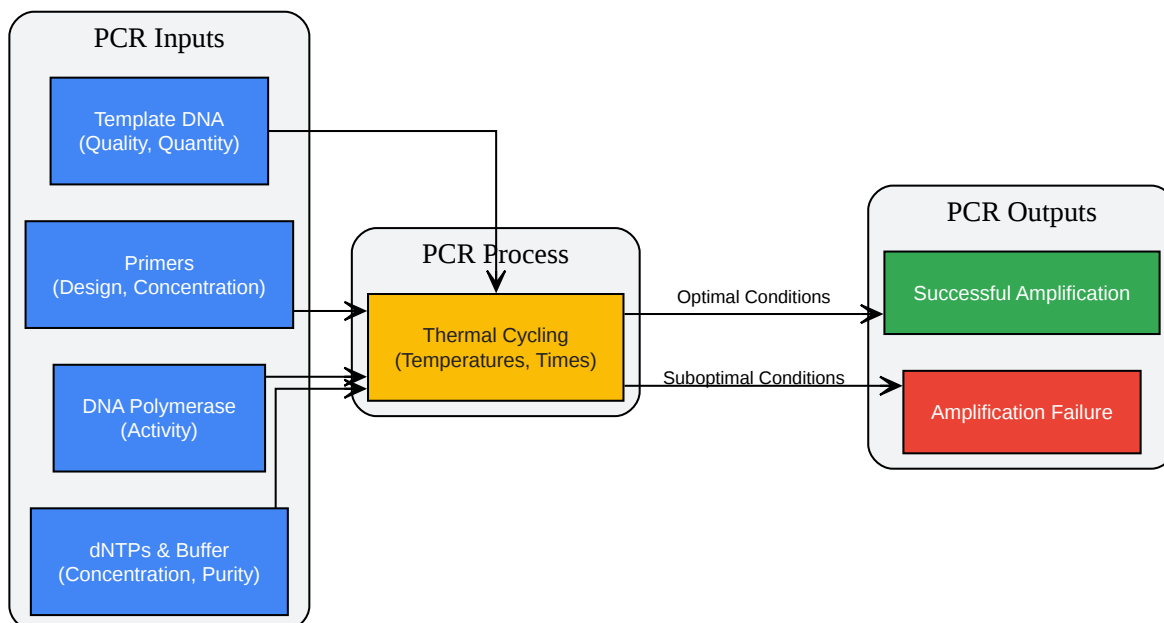 PCR Inputs
Template DNA
(Quality, Quantity)
Primers
(Design, Concentration)
DNA Polymerase
(Activity)
dNTPs & Buffer
(Concentration, Purity)
PCR Process
Thermal Cycling
(Temperatures, Times)
Optimal Conditions
Suboptimal Conditions
PCR Outputs
Successful Amplification
Amplification Failure